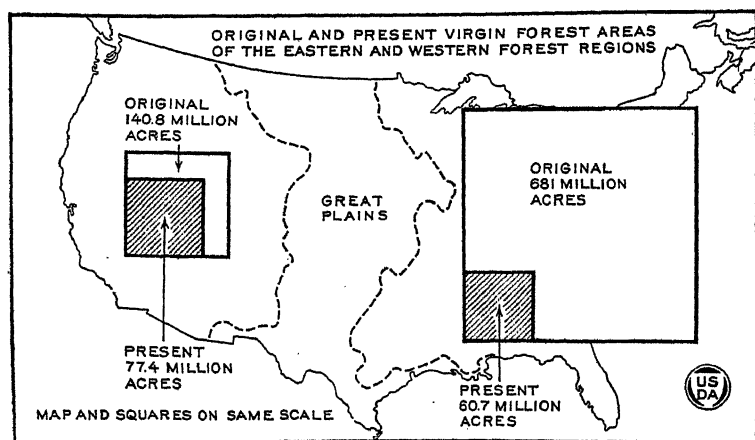 ORIGINAL AND PRESENT VIRGIN FOREST AREAS
OF THE EASTERN AND WESTERN FOREST REGIONS
ORIGINAL
140.8 MILLION
ACRES
GREAT
PLAINS
ORIGINAL
681 MILLION
ACRES
PRESENT
77.4 MILLION
ACRES
PRESENT
60.7 MILLION
ACRES
MAP AND SQUARES ON SAME SCALE
US
DA